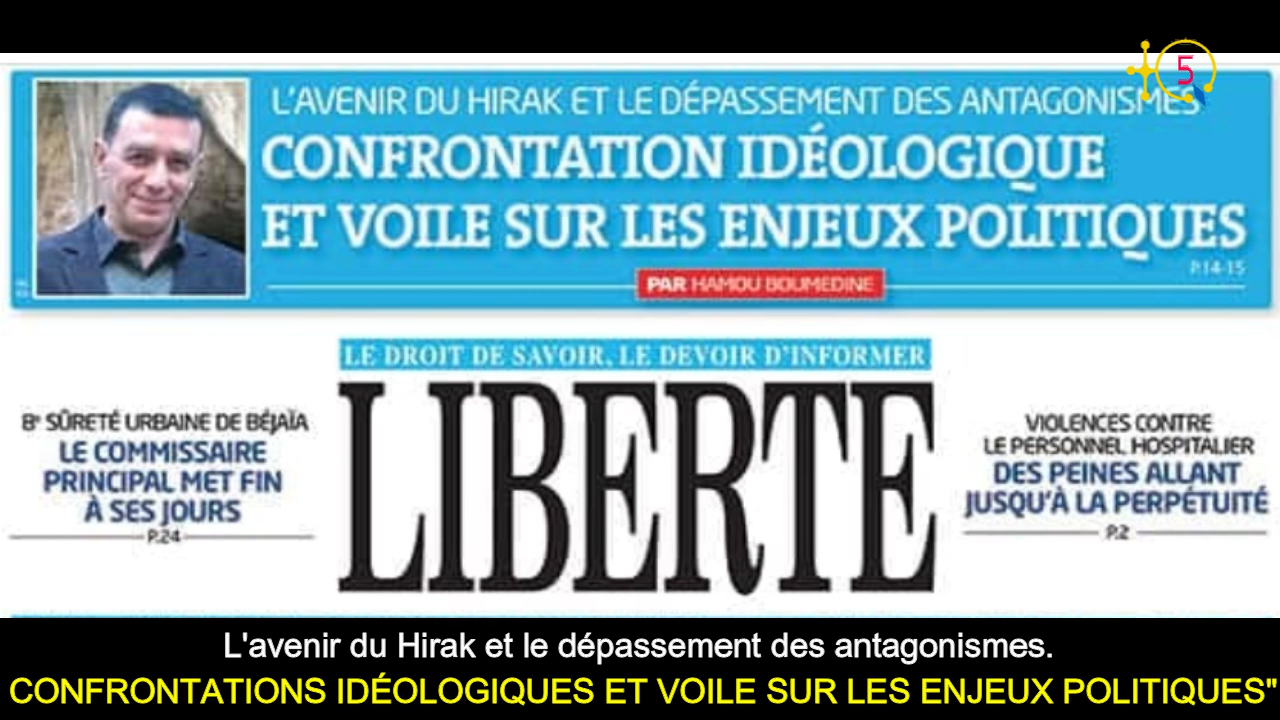 5
L'AVENIR DU HIRAK ET LE DÉPASSEMENT DES ANTAGONISMES
CONFRONTATION IDÉOLOGIQUE
ET VOILE SUR LES ENJEUX POLITIQUES
P.14-15
PAR HAMOU BOUMEDINE
LE DROIT DE SAVOIR, LE DEVOIR D'INFORMER
LIBERTE
8e SÛRETÉ URBAINE DE BÉJAÏA
LE COMMISSAIRE
PRINCIPAL MET FIN
À SES JOURS
P.24
VIOLENCES CONTRE
LE PERSONNEL HOSPITALIER
DES PEINES ALLANT
JUSQU'À LA PERPÉTUITÉ
P.2
L'avenir du Hirak et le dépassement des antagonismes.
CONFRONTATIONS IDÉOLOGIQUES ET VOILE SUR LES ENJEUX POLITIQUES"